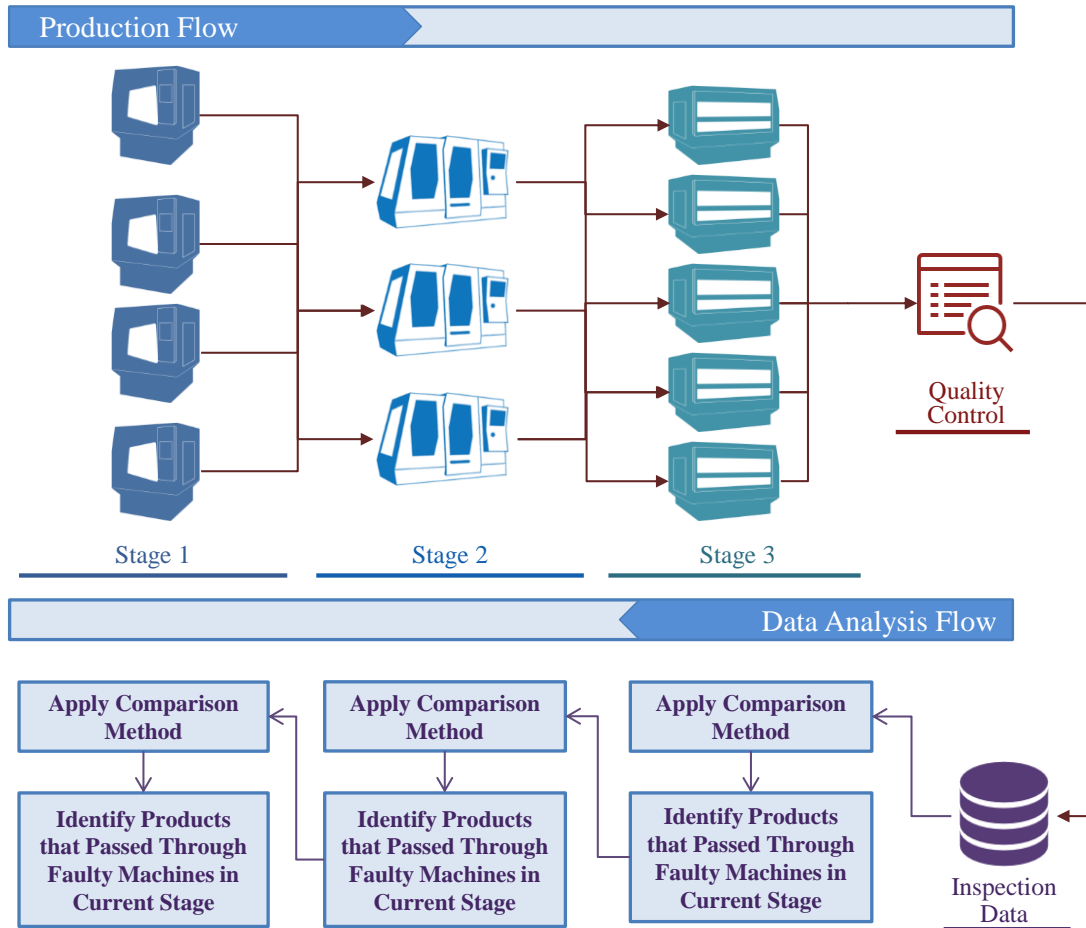 Production Flow
Quality
Control
Stage 1
Stage 2
Stage 3
Data Analysis Flow
Apply Comparison
Method
Apply Comparison
Method
Apply Comparison
Method
Identify Products
that Passed Through
Faulty Machines in
Current Stage
Identify Products
that Passed Through
Faulty Machines in
Current Stage
Identify Products
that Passed Through
Faulty Machines in
Current Stage
Inspection
Data